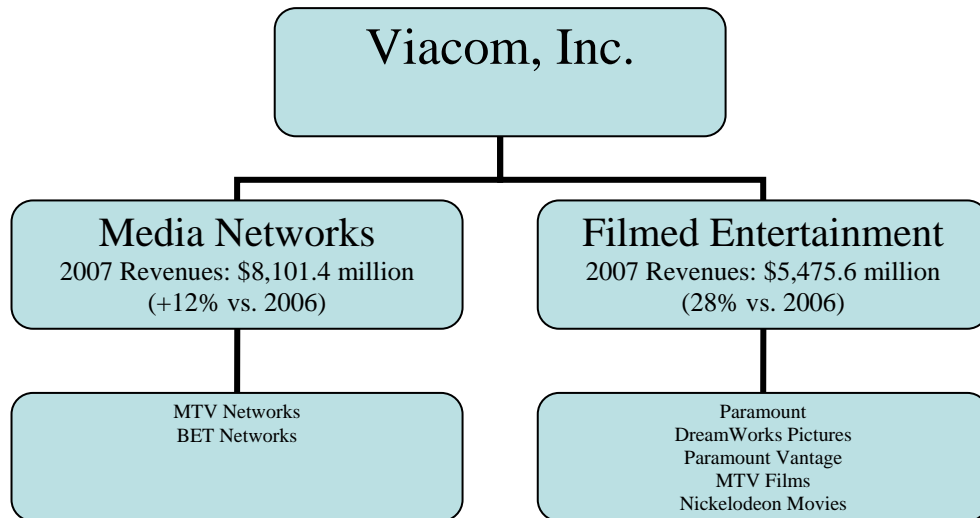 Viacom, Inc.
Media Networks
2007 Revenues: $8,101.4 million
(+12% vs. 2006)
Filmed Entertainment
2007 Revenues: $5,475.6 million
(28% vs. 2006)
MTV Networks
BET Networks
Paramount
DreamWorks Pictures
Paramount Vantage
MTV Films
Nickelodeon Movies